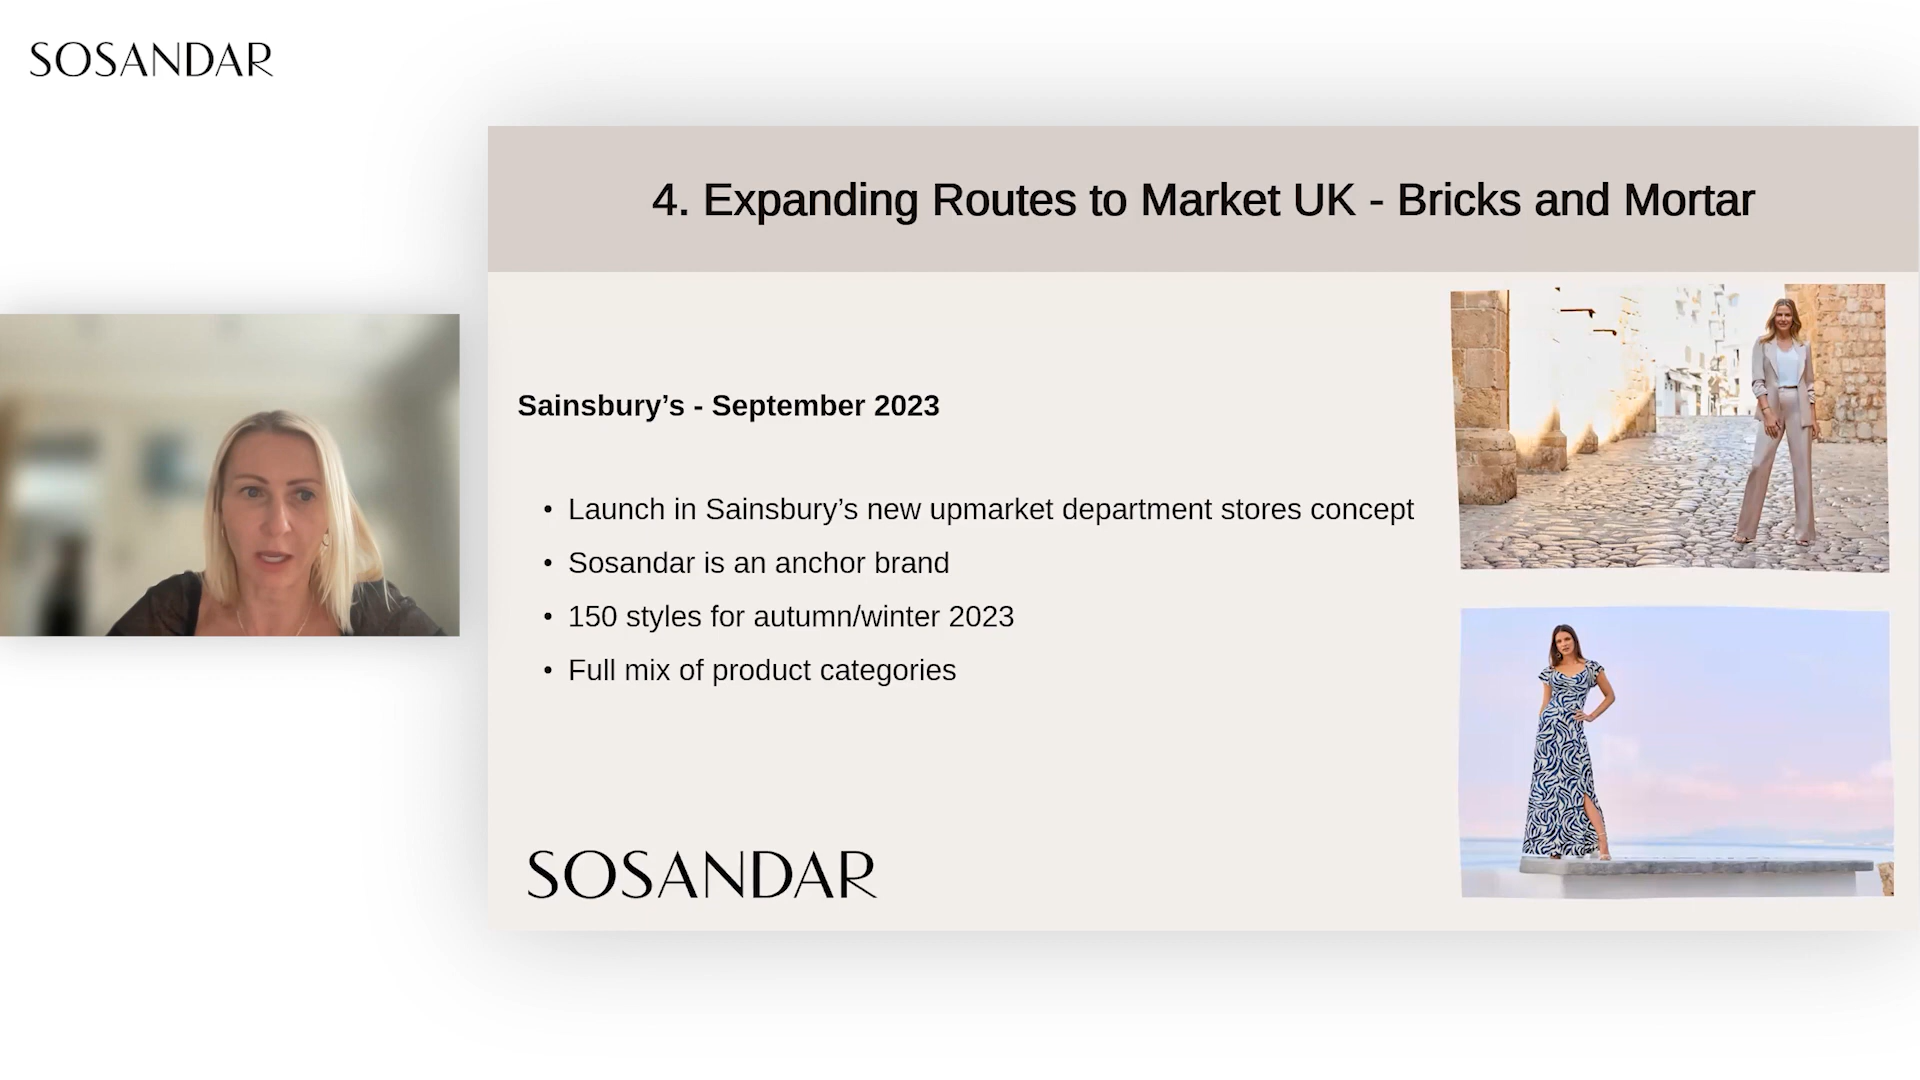 SOSANDAR
4. Expanding Routes to Market UK - Bricks and Mortar
Sainsbury’s - September 2023
• Launch in Sainsbury’s new upmarket department stores concept
• Sosandar is an anchor brand
• 150 styles for autumn/winter 2023
• Full mix of product categories
SOSANDAR